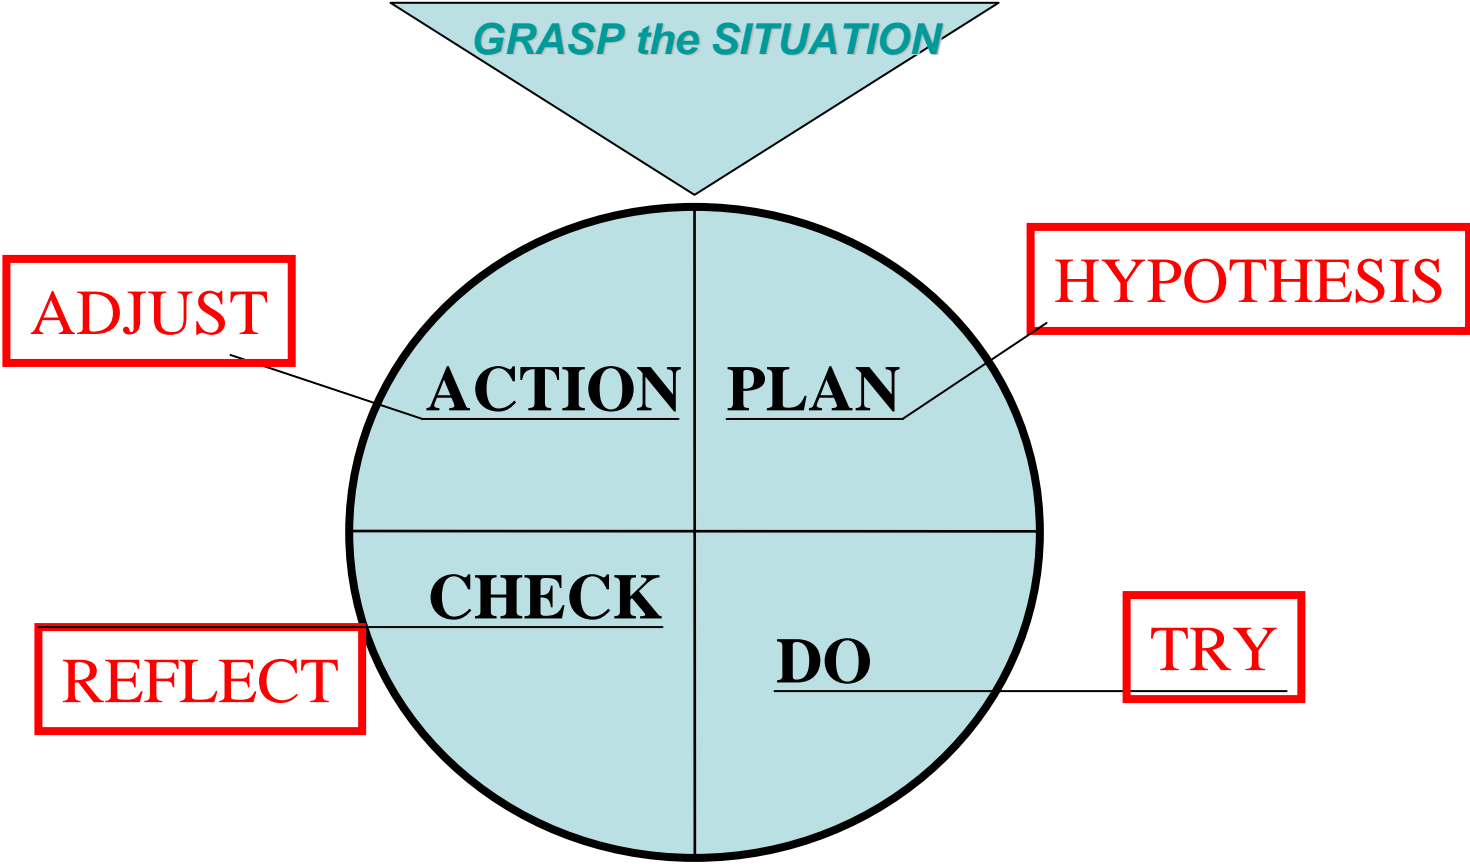 GRASP the SITUATION
HYPOTHESIS
ADJUST
ACTION
PLAN
CHECK
DO
TRY
REFLECT